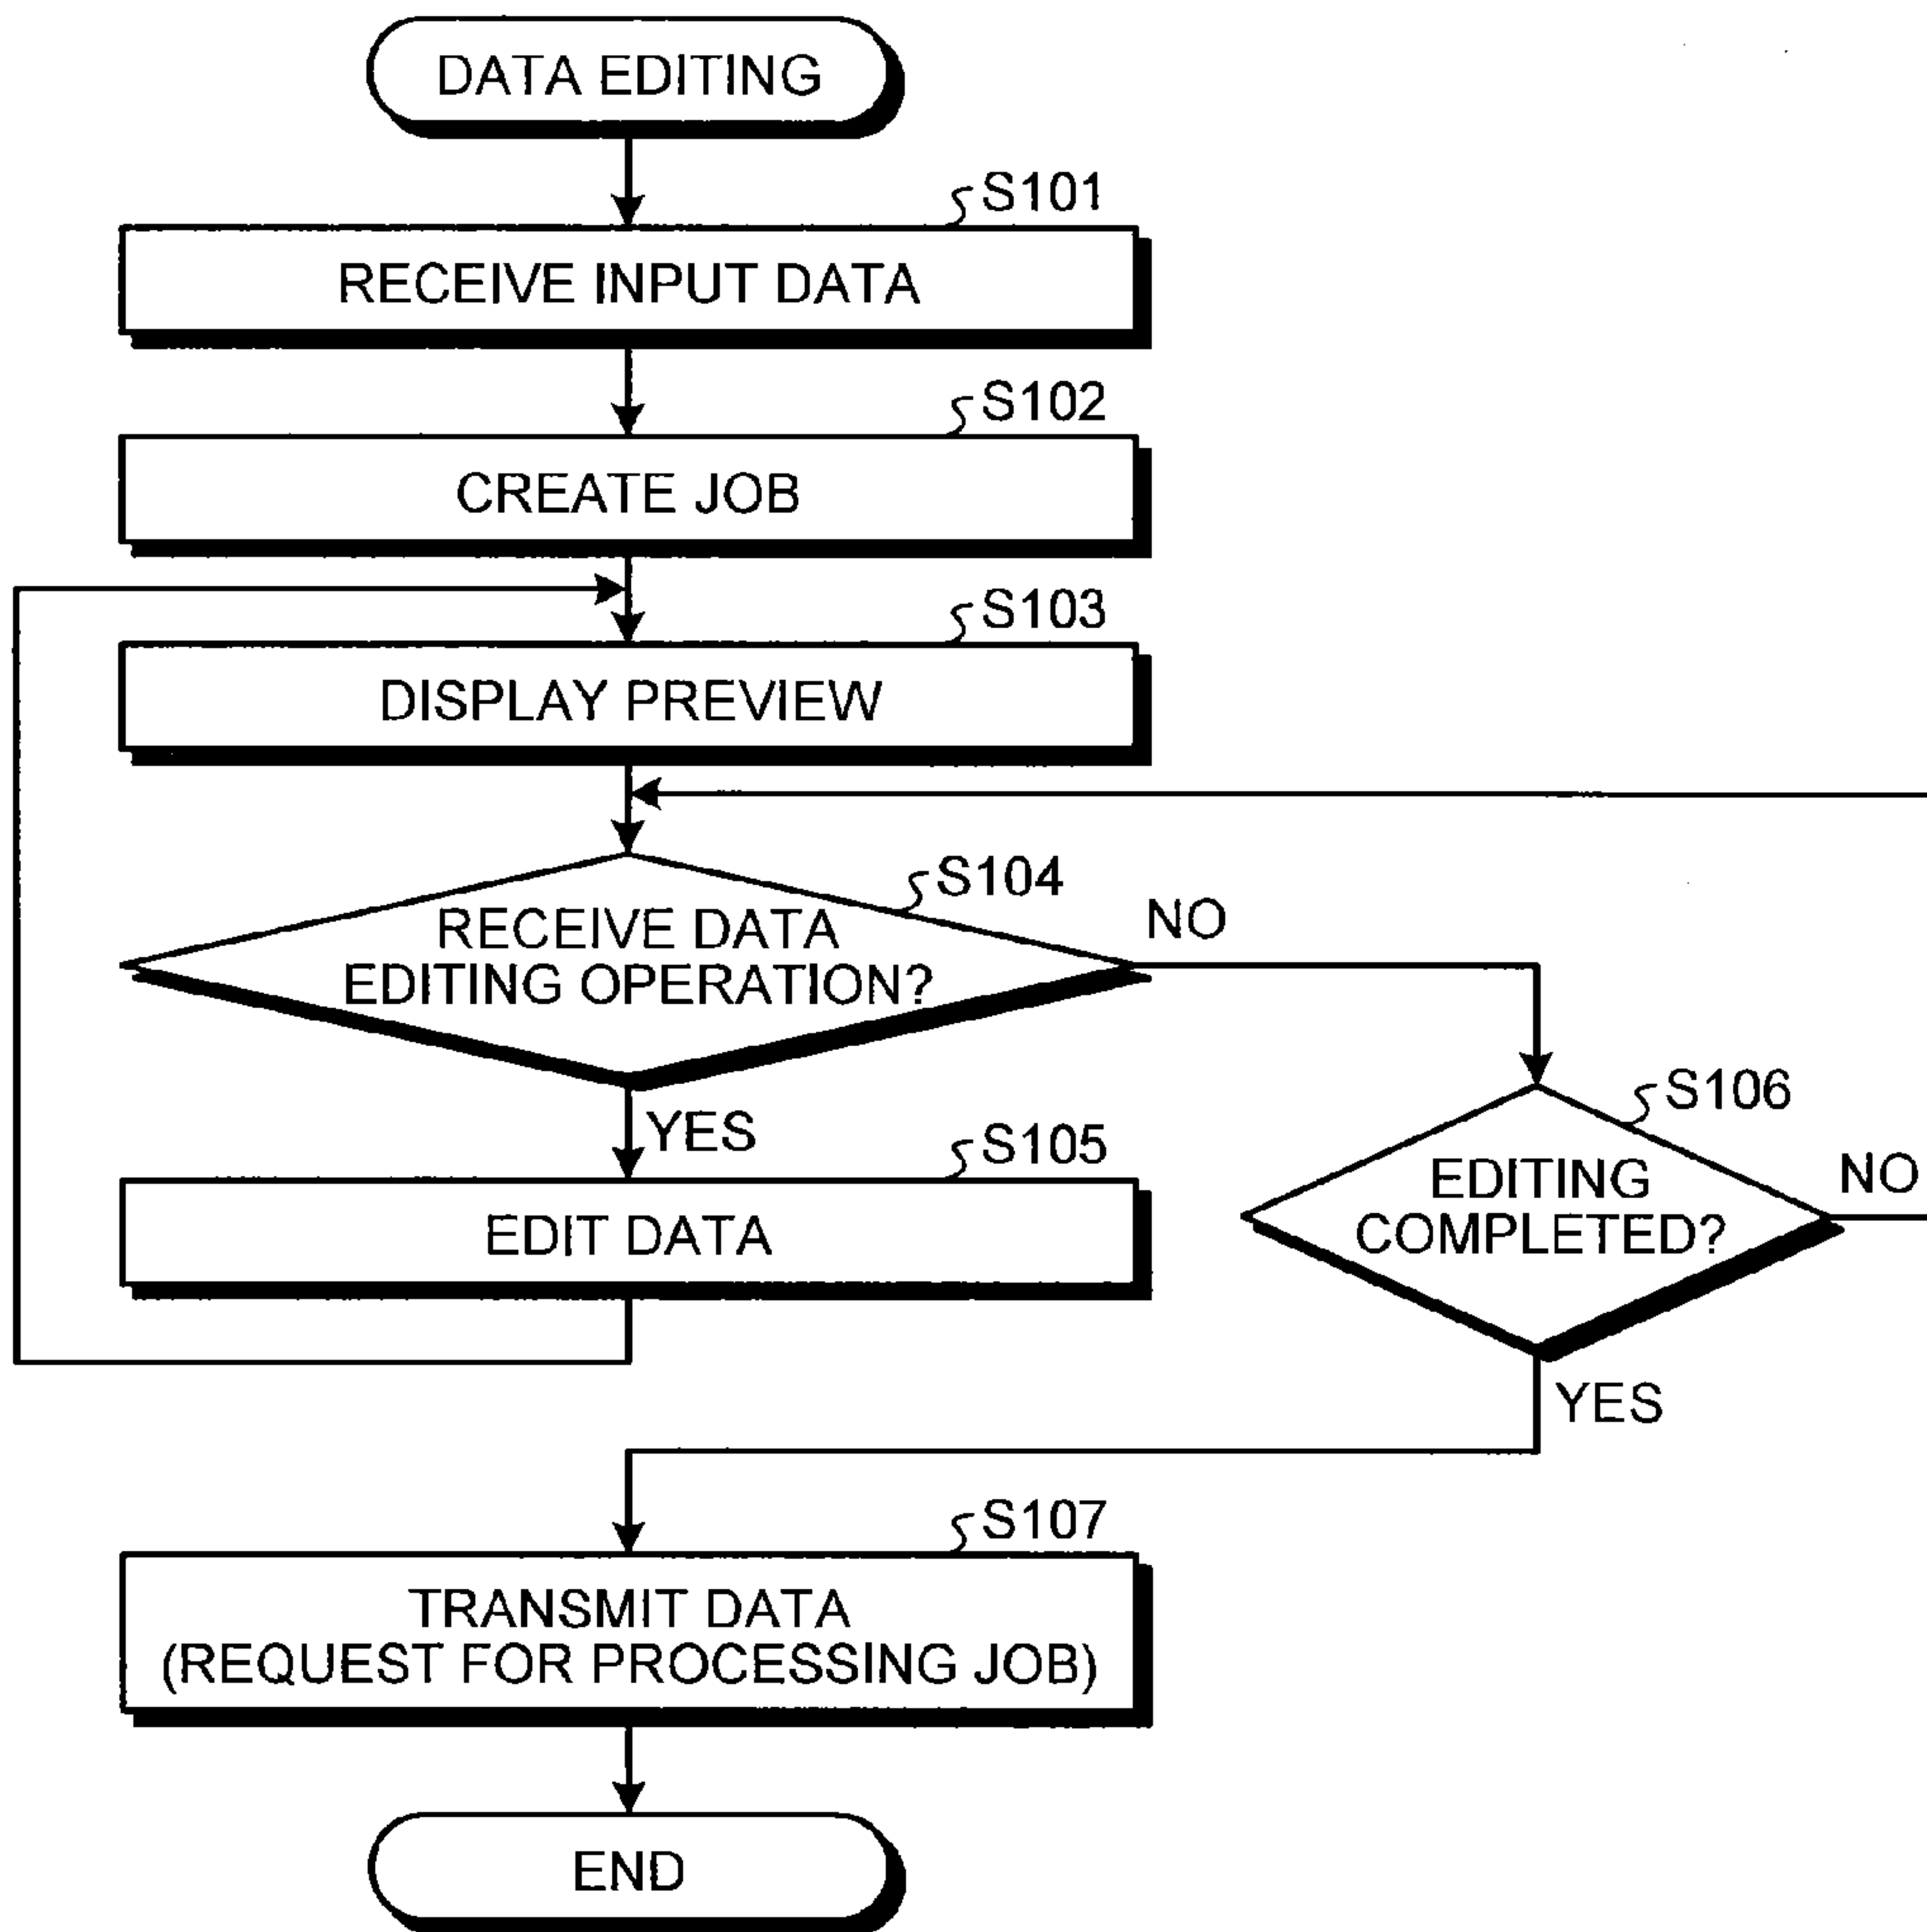 DATA EDITING
S101
RECEIVE INPUT DATA
S102
CREATE JOB
S103
DISPLAY PREVIEW
S104
RECEIVE DATA
EDITING OPERATION?
NO
YES
S105
EDIT DATA
S106
EDITING
COMPLETED?
NO
YES
S107
TRANSMIT DATA
(REQUEST FOR PROCESSING JOB)
END